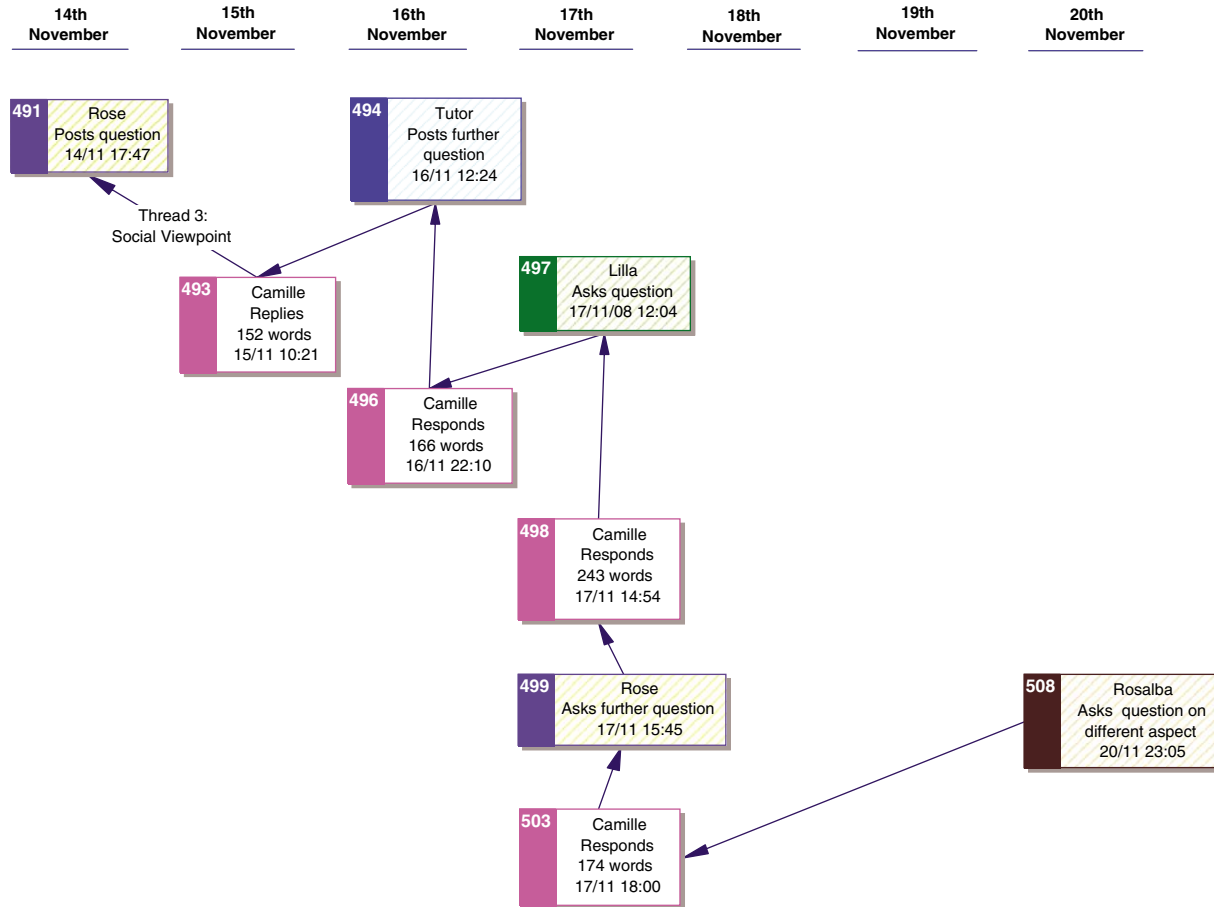 14th
November
15th
November
16th
November
17th
November
18th
November
19th
November
20th
November
491
Rose
Posts question
14/11 17:47
494
Tutor
Posts further
question
16/11 12:24
Thread 3:
Social Viewpoint
493
Camille
Replies
152 words
15/11 10:21
497
Lilla
Asks question
17/11/08 12:04
496
Camille
Responds
166 words
16/11 22:10
498
Camille
Responds
243 words
17/11 14:54
499
Rose
Asks further question
17/11 15:45
508
Rosalba
Asks question on
different aspect
20/11 23:05
503
Camille
Responds
174 words
17/11 18:00